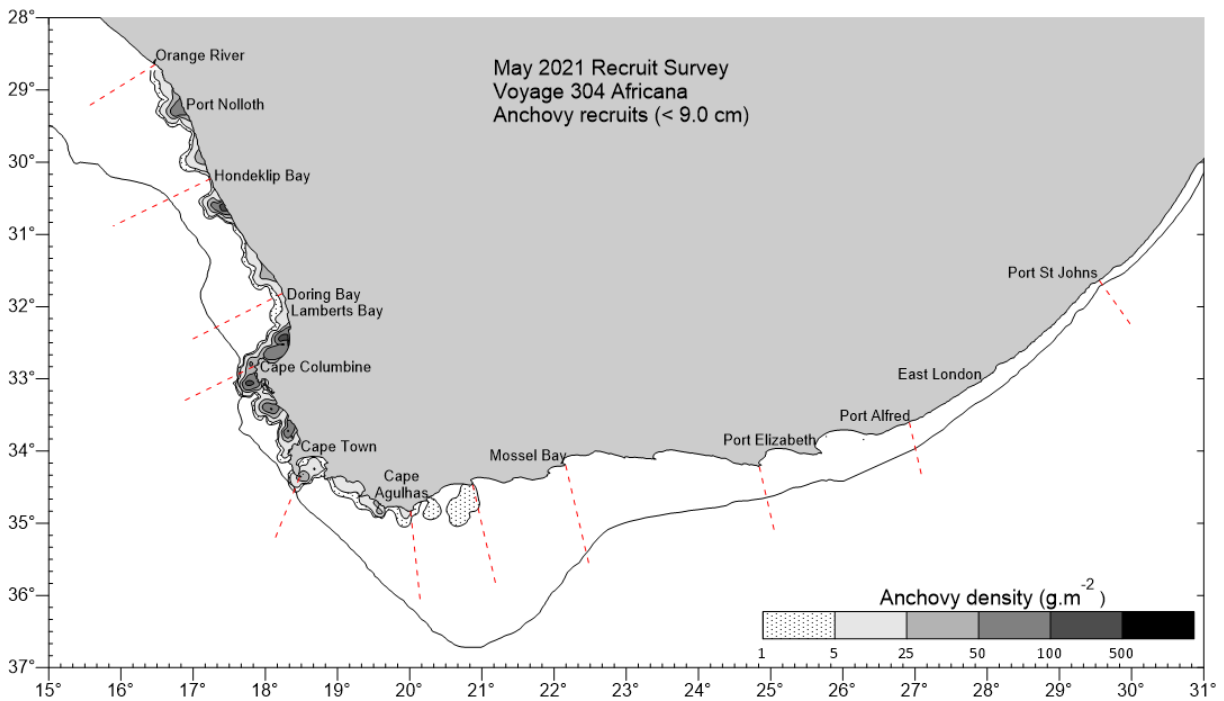 May 2021 Recruit Survey
Voyage 304 Africana
Anchovy recruits (< 9.0 cm)
28°
29°
30°
31°
32°
33°
34°
35°
36°
37°
Orange River
Port Nolloth
Hondeklip Bay
Doring Bay
Lamberts Bay
Cape Columbine
Cape Town
Cape
Agulhas
Mossel Bay
Port Elizabeth
Port Alfred
East London
Port St Johns
Anchovy density (g.m⁻²)
1 5 25 50 100 500
15° 16° 17° 18° 19° 20° 21° 22° 23° 24° 25° 26° 27° 28° 29° 30° 31°